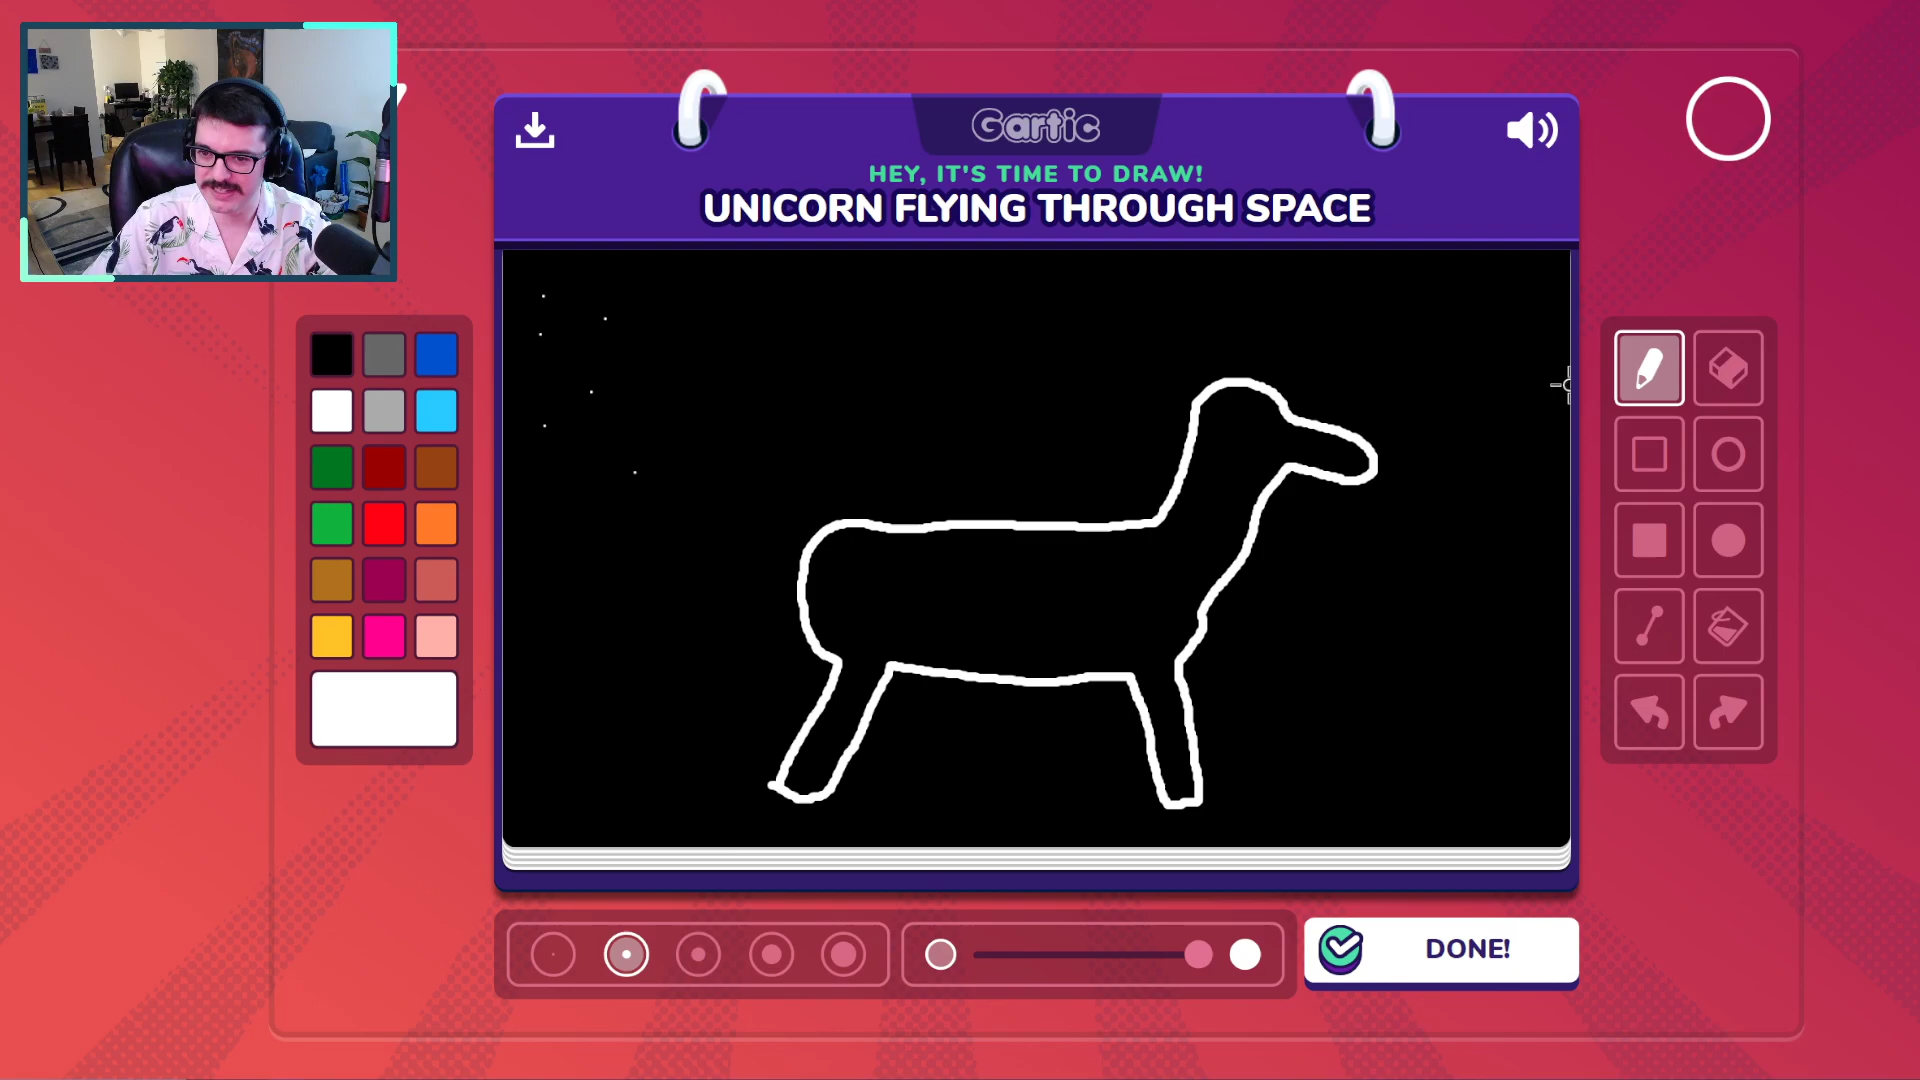 Gartic
HEY, IT'S TIME TO DRAW!
UNICORN FLYING THROUGH SPACE
DONE!